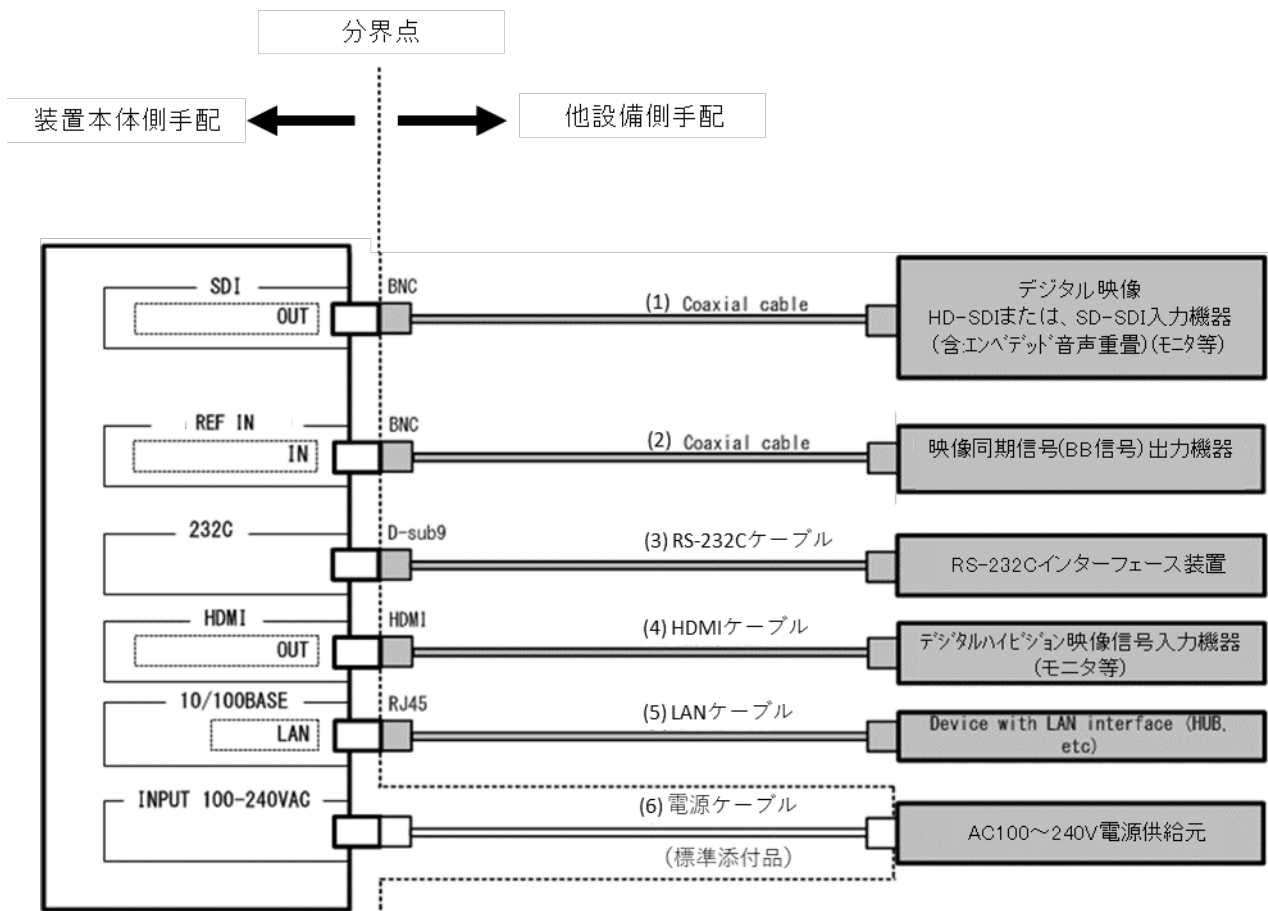 分界点
装置本体側手配
他設備側手配
SDI
OUT
BNC
(1) Coaxial cable
デジタル映像
HD-SDIまたは、SD-SDI入力機器
(含:ｴﾝﾍﾞﾃﾞｯﾄﾞ音声重畳)(ﾓﾆﾀ等)
REF IN
IN
BNC
(2) Coaxial cable
映像同期信号(BB信号)出力機器
232C
D-sub9
(3) RS-232Cケーブル
RS-232Cインターフェース装置
HDMI
OUT
HDMI
(4) HDMIケーブル
ﾃﾞｼﾞﾀﾙﾊｲﾋﾞｼﾞｮﾝ映像信号入力機器
(モニタ等)
10/100BASE
LAN
RJ45
(5) LANケーブル
Device with LAN interface (HUB,
etc)
INPUT 100-240VAC
(6) 電源ケーブル
(標準添付品)
AC100～240V電源供給元